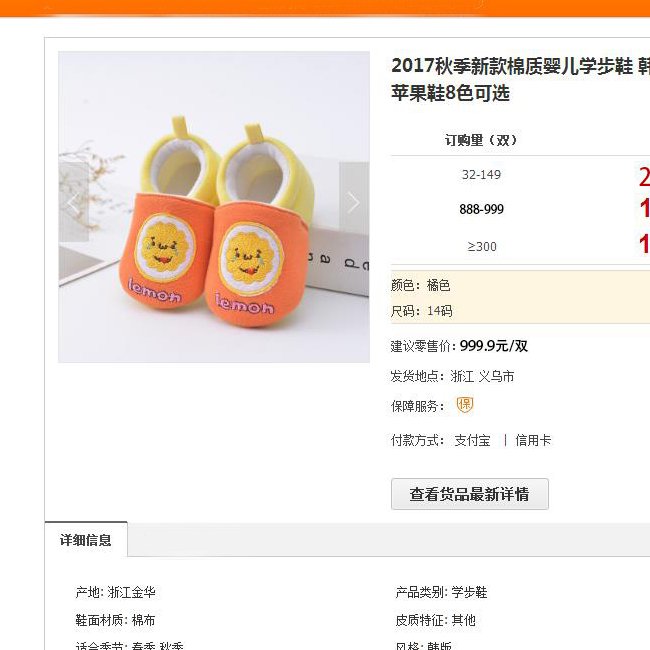 2017秋季新款棉质婴儿学步鞋 韩
苹果鞋8色可选
订购量（双）
32-149
2
888-999
1
≥300
1
颜色：橘色
尺码：14码
建议零售价: 999.9元/双
发货地点：浙江 义乌市
保障服务： 保
付款方式： 支付宝 | 信用卡
查看货品最新详情
详细信息
产地: 浙江金华
产品类别: 学步鞋
鞋面材质: 棉布
皮质特征: 其他
适合季节: 春季,秋季
风格: 韩版
lemon
lemon